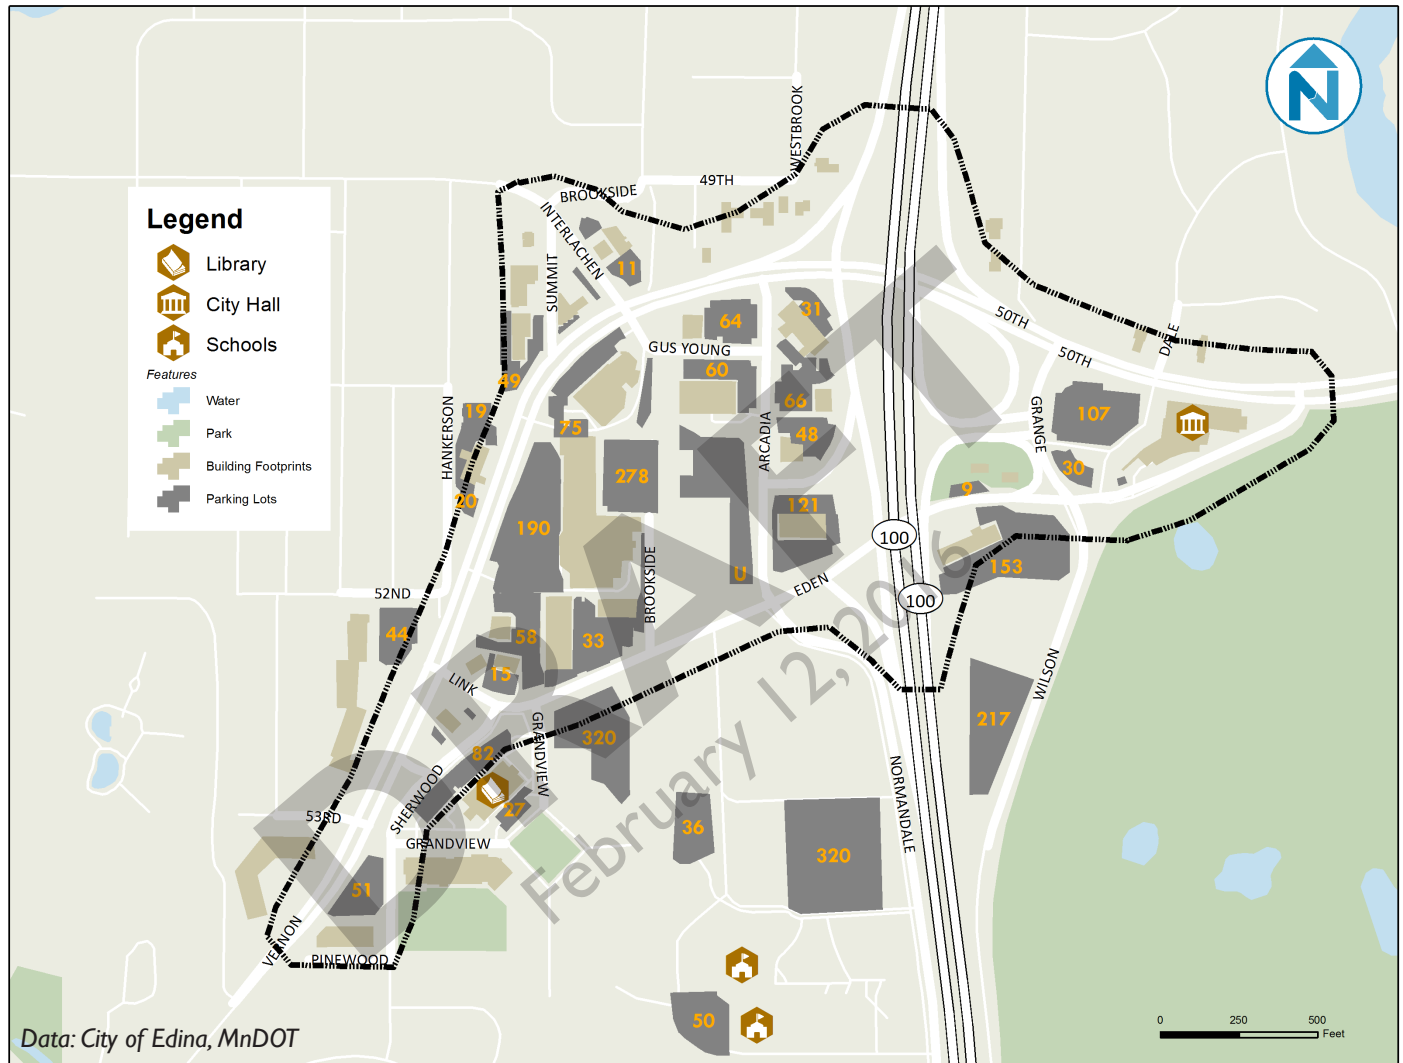 N
WESTBROOK
49TH
BROOKSIDE
INTERLACHEN
SUMMIT
Legend
Library
City Hall
Schools
Features
Water
Park
Building Footprints
Parking Lots
11
31
64
50TH
50TH
DALE
GUS YOUNG
60
49
66
19
75
48
107
GRANGE
ARCADIA
HANKERSON
278
30
9
20
121
190
100
153
U
EDEN
BROOKSIDE
52ND
100
44
58
33
15
LINK
WILSON
217
GRANDVIEW
320
82
27
SHERWOOD
NORMANDALE
53RD
GRANDVIEW
36
320
51
VERNON
PINEWOOD
50
DRAFT
February 12, 2016
0 250 500
Feet
Data: City of Edina, MnDOT